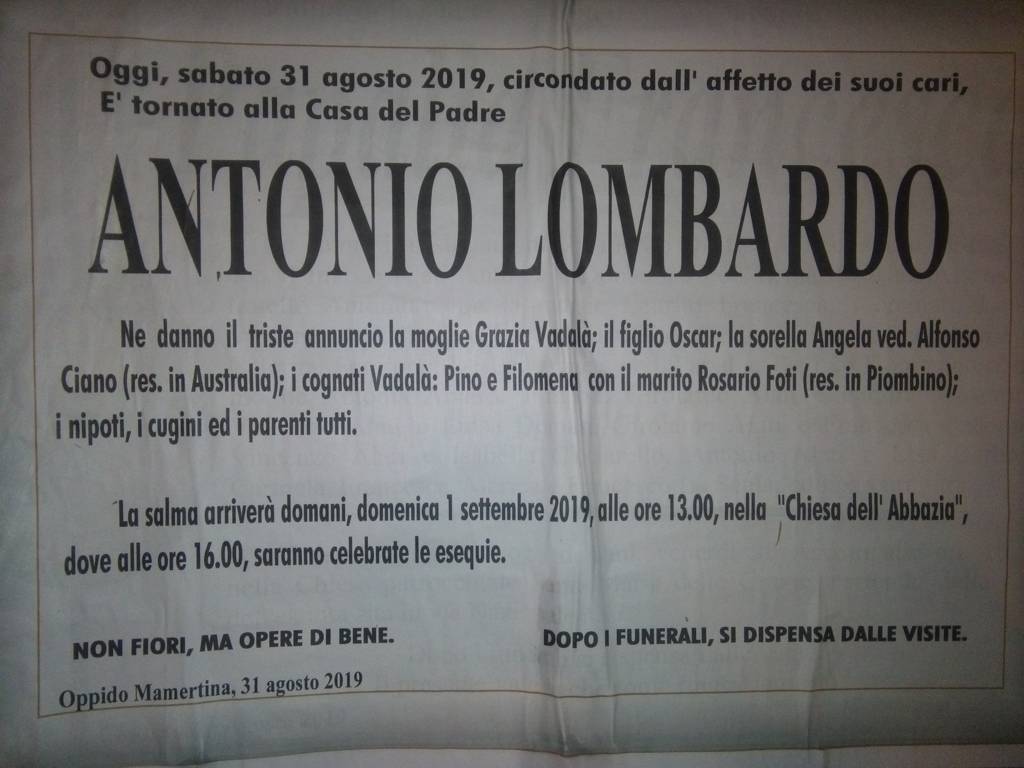 Oggi, sabato 31 agosto 2019, circondato dall' affetto dei suoi cari,
E' tornato alla Casa del Padre
ANTONIO LOMBARDO
Ne danno il triste annuncio la moglie Grazia Vadalà; il figlio Oscar; la sorella Angela ved. Alfonso
Ciano (res. in Australia); i cognati Vadalà: Pino e Filomena con il marito Rosario Foti (res. in Piombino);
i nipoti, i cugini ed i parenti tutti.
La salma arriverà domani, domenica 1 settembre 2019, alle ore 13.00, nella "Chiesa dell' Abbazia",
dove alle ore 16.00, saranno celebrate le esequie.
NON FIORI, MA OPERE DI BENE.
DOPO I FUNERALI, SI DISPENSA DALLE VISITE.
Oppido Mamertina, 31 agosto 2019